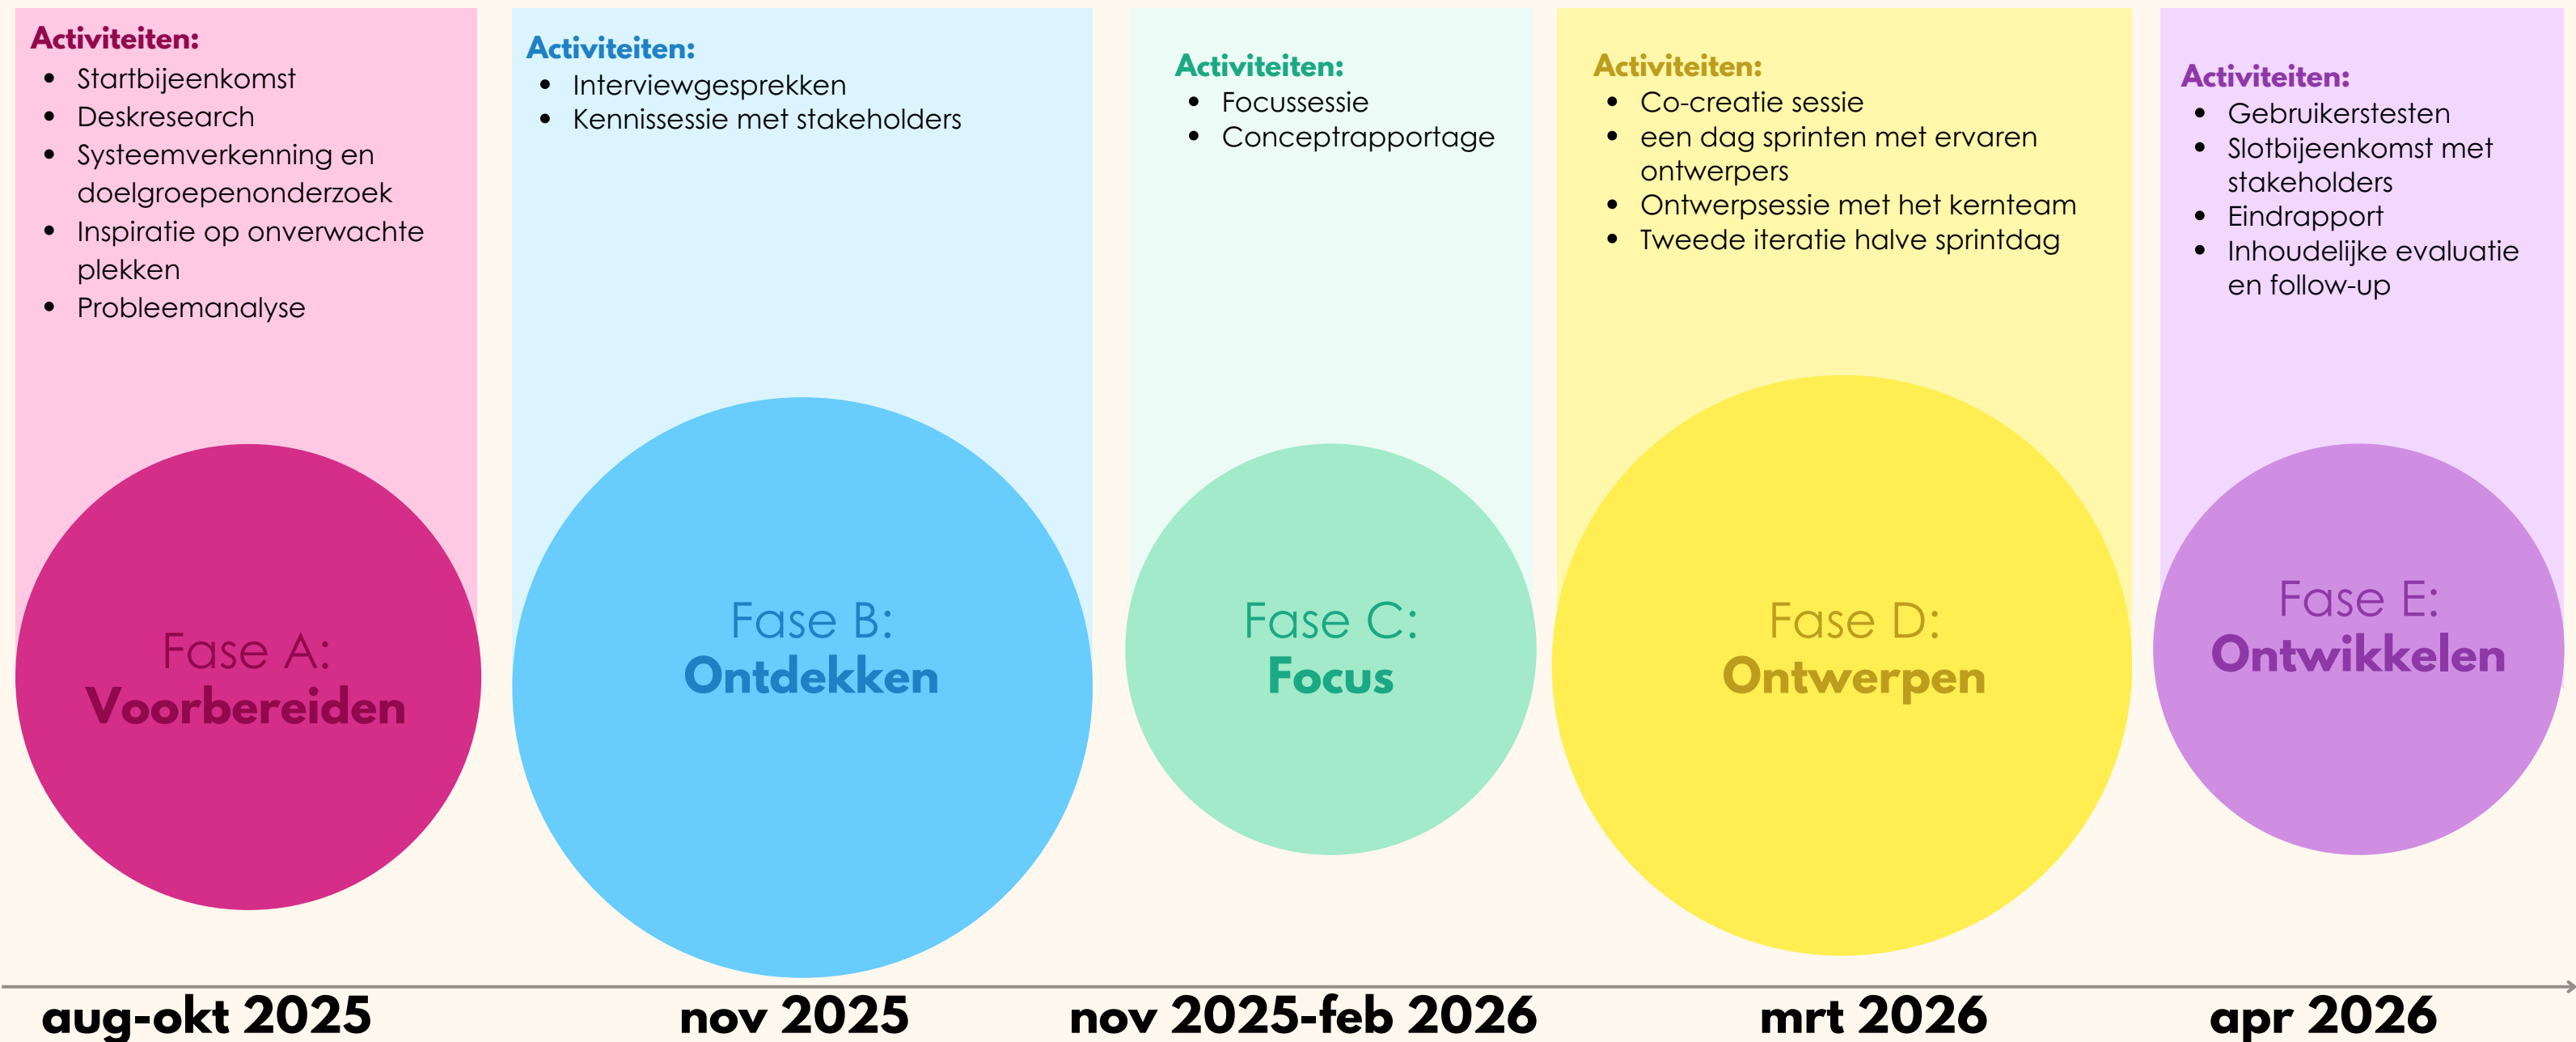 Activiteiten:
• Startbijeenkomst
• Deskresearch
• Systeemverkenning en
doelgroepenonderzoek
• Inspiratie op onverwachte
plekken
• Probleemanalyse
Fase A:
Voorbereiden
aug-okt 2025
Activiteiten:
• Interviewgesprekken
• Kennissessie met stakeholders
Fase B:
Ontdekken
nov 2025
Activiteiten:
• Focussessie
• Conceptrapportage
Fase C:
Focus
nov 2025-feb 2026
Activiteiten:
• Co-creatie sessie
• een dag sprinten met ervaren
ontwerpers
• Ontwerpsessie met het kernteam
• Tweede iteratie halve sprintdag
Fase D:
Ontwerpen
mrt 2026
Activiteiten:
• Gebruikerstesten
• Slotbijeenkomst met
stakeholders
• Eindrapport
• Inhoudelijke evaluatie
en follow-up
Fase E:
Ontwikkelen
apr 2026